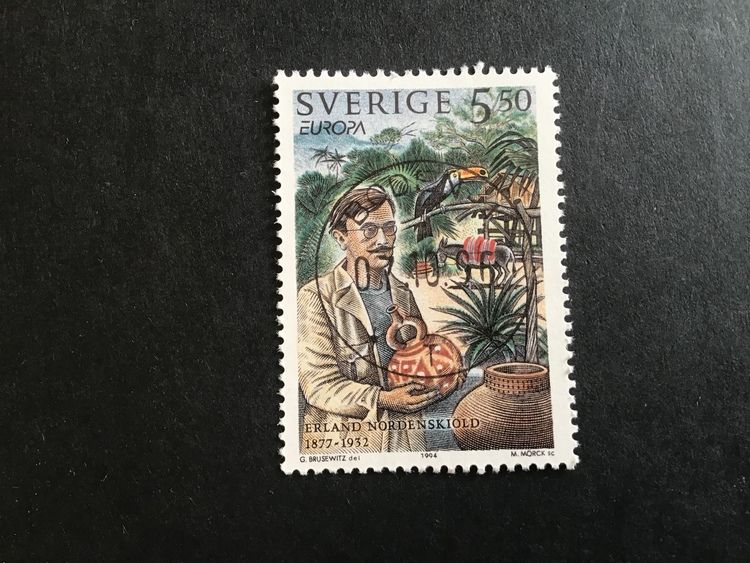 SVERIGE 5,50
EUROPA
ERLAND NORDENSKIÖLD
1877-1932
G. BRUSEWITZ del 1994 M. MÖRCK sc